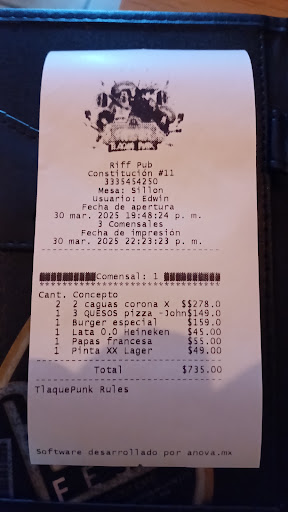 Riff Pub
Constitución #11
3335454250
Mesa: Sillon
Usuario: Edwin
Fecha de apertura
30 mar. 2025 19:48:24 p. m.
3 Comensales
Fecha de impresión
30 mar. 2025 22:23:23 p. m.
Comensal: 1
Cant. Concepto
2 2 caguas corona X $$278.0
1 3 QUESOS pizza -John$149.0
1 Burger especial $159.0
1 Lata 0.0 Heineken $45.00
1 Papas francesa $55.00
1 Pinta XX Lager $49.00
Total $735.00
TlaquePunk Rules
Software desarrollado por anova.mx